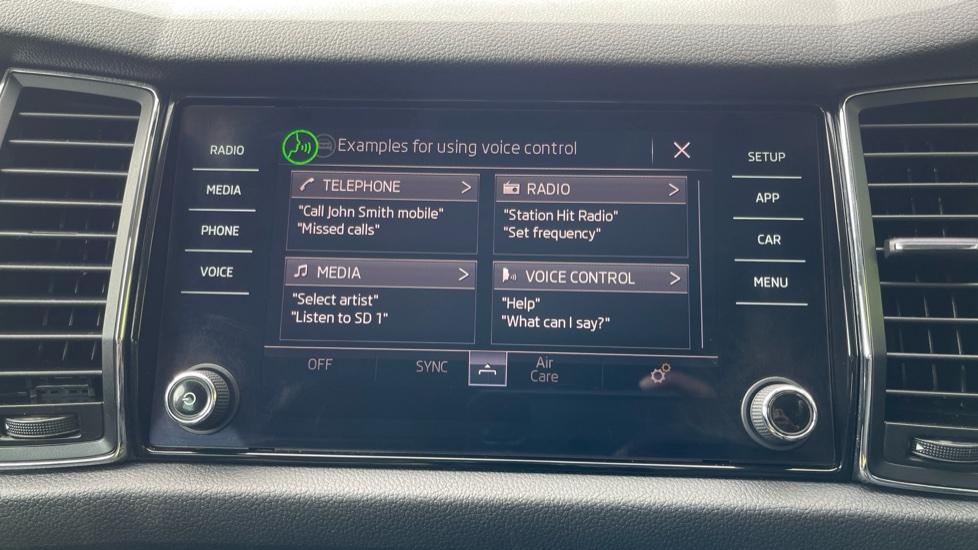 RADIO
MEDIA
PHONE
VOICE
Examples for using voice control
TELEPHONE
"Call John Smith mobile"
"Missed calls"
RADIO
"Station Hit Radio"
"Set frequency"
MEDIA
"Select artist"
"Listen to SD 1"
VOICE CONTROL
"Help"
"What can I say?"
OFF
SYNC
Air
Care
SETUP
APP
CAR
MENU